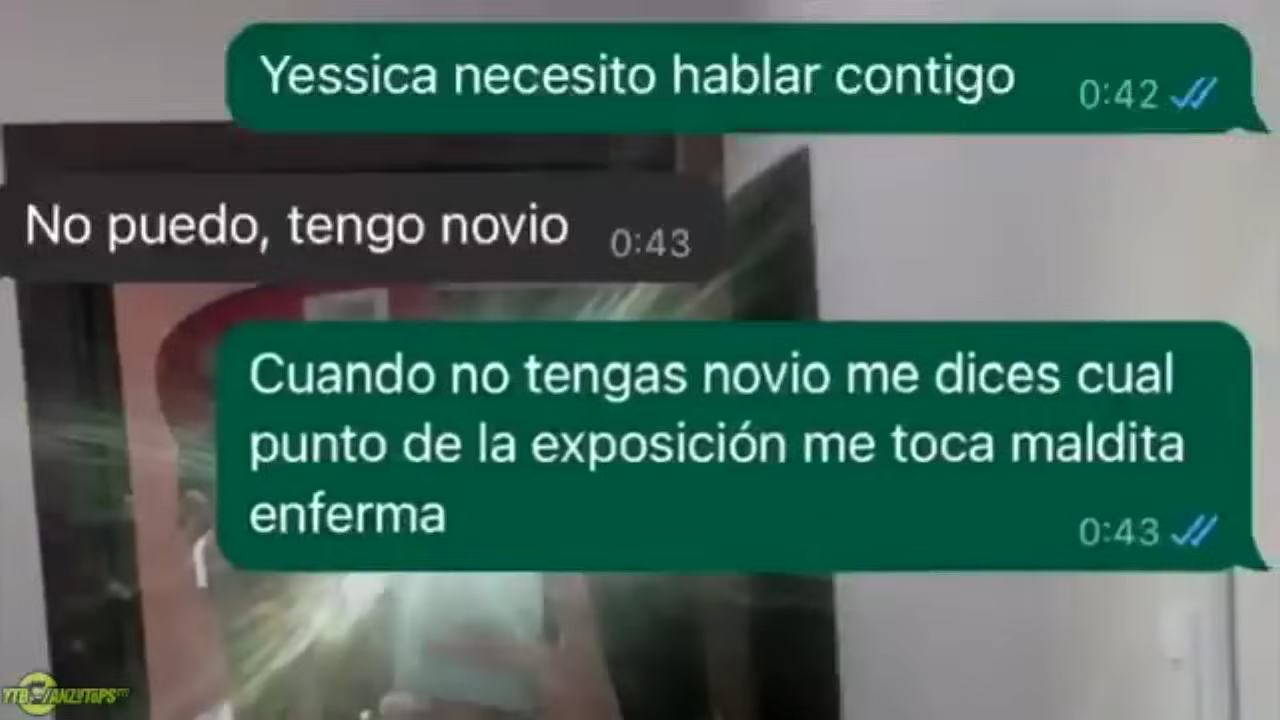 Yessica necesito hablar contigo 0:42
No puedo, tengo novio 0:43
Cuando no tengas novio me dices cual
punto de la exposición me toca maldita
enferma 0:43